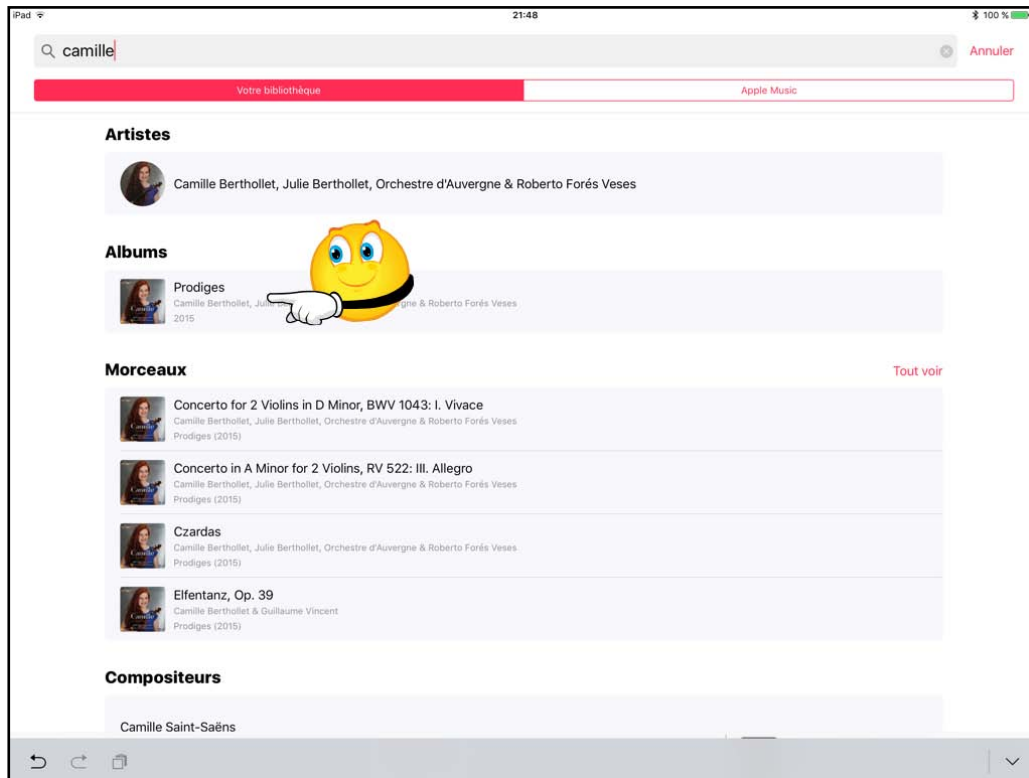 iPad 21:48 100 %
camille Annuler
Votre bibliothèque Apple Music
Artistes
Camille Berthollet, Julie Berthollet, Orchestre d'Auvergne & Roberto Forés Veses
Albums
Prodiges
Camille Berthollet, Julie gne & Roberto Forés Veses
2015
Morceaux Tout voir
Concerto for 2 Violins in D Minor, BWV 1043: I. Vivace
Camille Berthollet, Julie Berthollet, Orchestre d'Auvergne & Roberto Forés Veses
Prodiges (2015)
Concerto in A Minor for 2 Violins, RV 522: III. Allegro
Camille Berthollet, Julie Berthollet, Orchestre d'Auvergne & Roberto Forés Veses
Prodiges (2015)
Czardas
Camille Berthollet, Julie Berthollet, Orchestre d'Auvergne & Roberto Forés Veses
Prodiges (2015)
Elfentanz, Op. 39
Camille Berthollet & Guillaume Vincent
Prodiges (2015)
Compositeurs
Camille Saint-Saëns